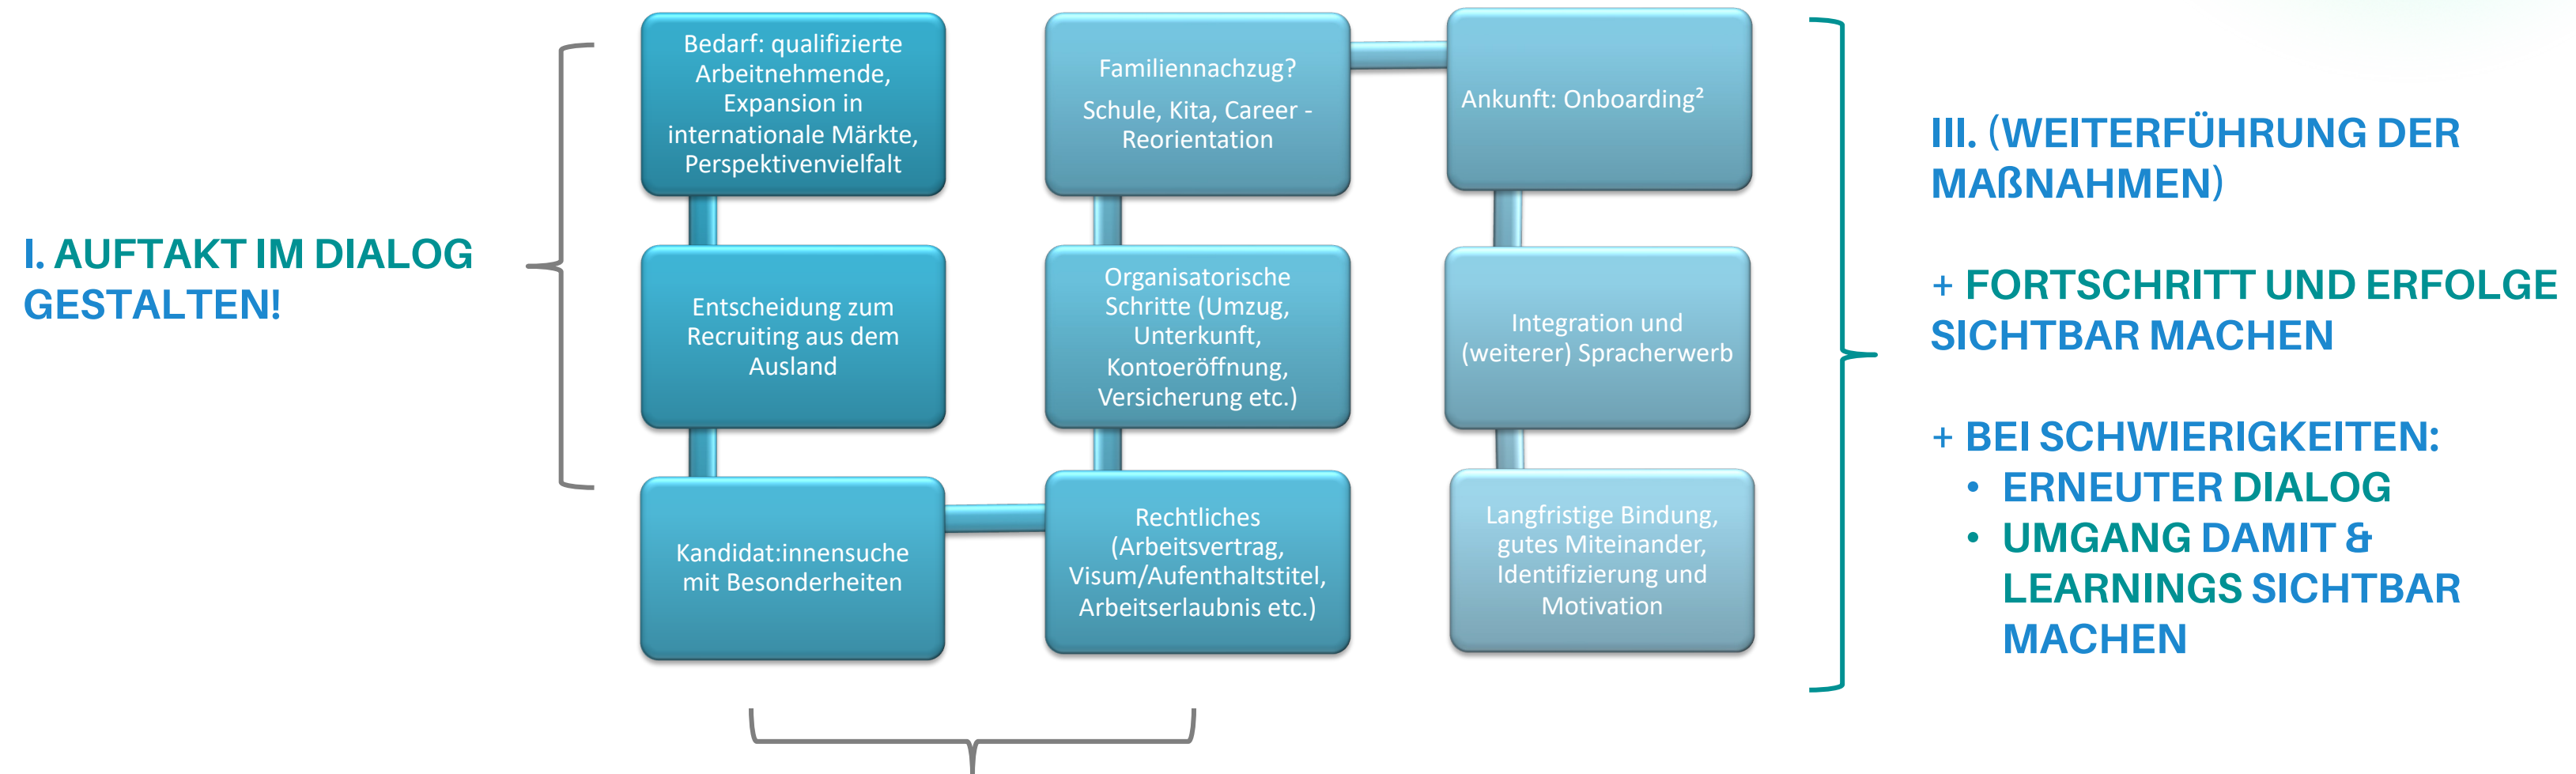 I. AUFTAKT IM DIALOG
GESTALTEN!
Bedarf: qualifizierte
Arbeitnehmende,
Expansion in
internationale Märkte,
Perspektivenvielfalt
Entscheidung zum
Recruiting aus dem
Ausland
Kandidat:innensuche
mit Besonderheiten
Rechtliches
(Arbeitsvertrag,
Visum/Aufenthaltstitel,
Arbeitserlaubnis etc.)
Organisatorische
Schritte (Umzug,
Unterkunft,
Kontoeröffnung,
Versicherung etc.)
Familiennachzug?
Schule, Kita, Career -
Reorientation
Ankunft: Onboarding²
Integration und
(weiterer) Spracherwerb
Langfristige Bindung,
gutes Miteinander,
Identifizierung und
Motivation
III. (WEITERFÜHRUNG DER
MAßNAHMEN)
+ FORTSCHRITT UND ERFOLGE
SICHTBAR MACHEN
+ BEI SCHWIERIGKEITEN:
• ERNEUTER DIALOG
• UMGANG DAMIT &
LEARNINGS SICHTBAR
MACHEN